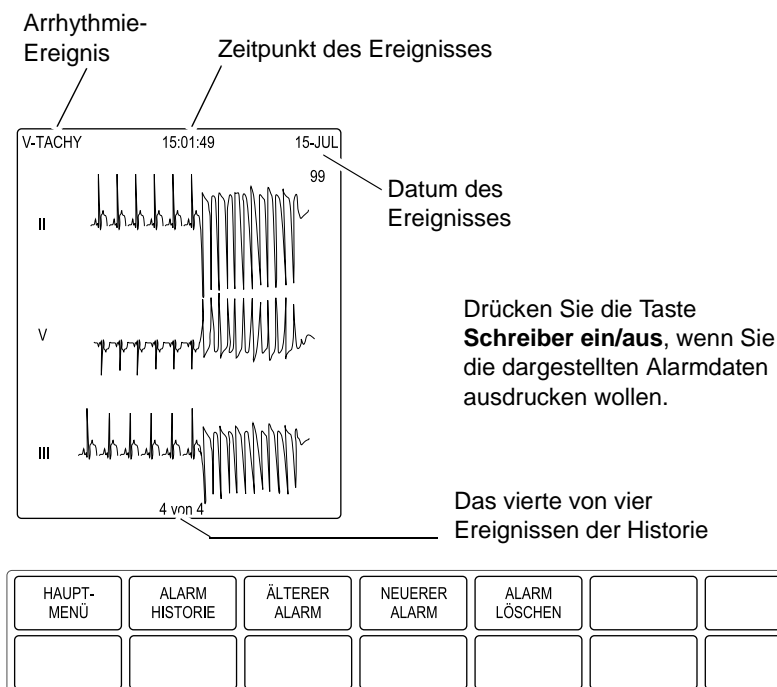 Arrhythmie-
Ereignis
Zeitpunkt des Ereignisses
V-TACHY 15:01:49 15-JUL
99
Datum des
Ereignisses
II
Drücken Sie die Taste
Schreiber ein/aus, wenn Sie
die dargestellten Alarmdaten
ausdrucken wollen.
V
III
4 von 4
Das vierte von vier
Ereignissen der Historie
HAUPT-
MENÜ
ALARM
HISTORIE
ÄLTERER
ALARM
NEUERER
ALARM
ALARM
LÖSCHEN